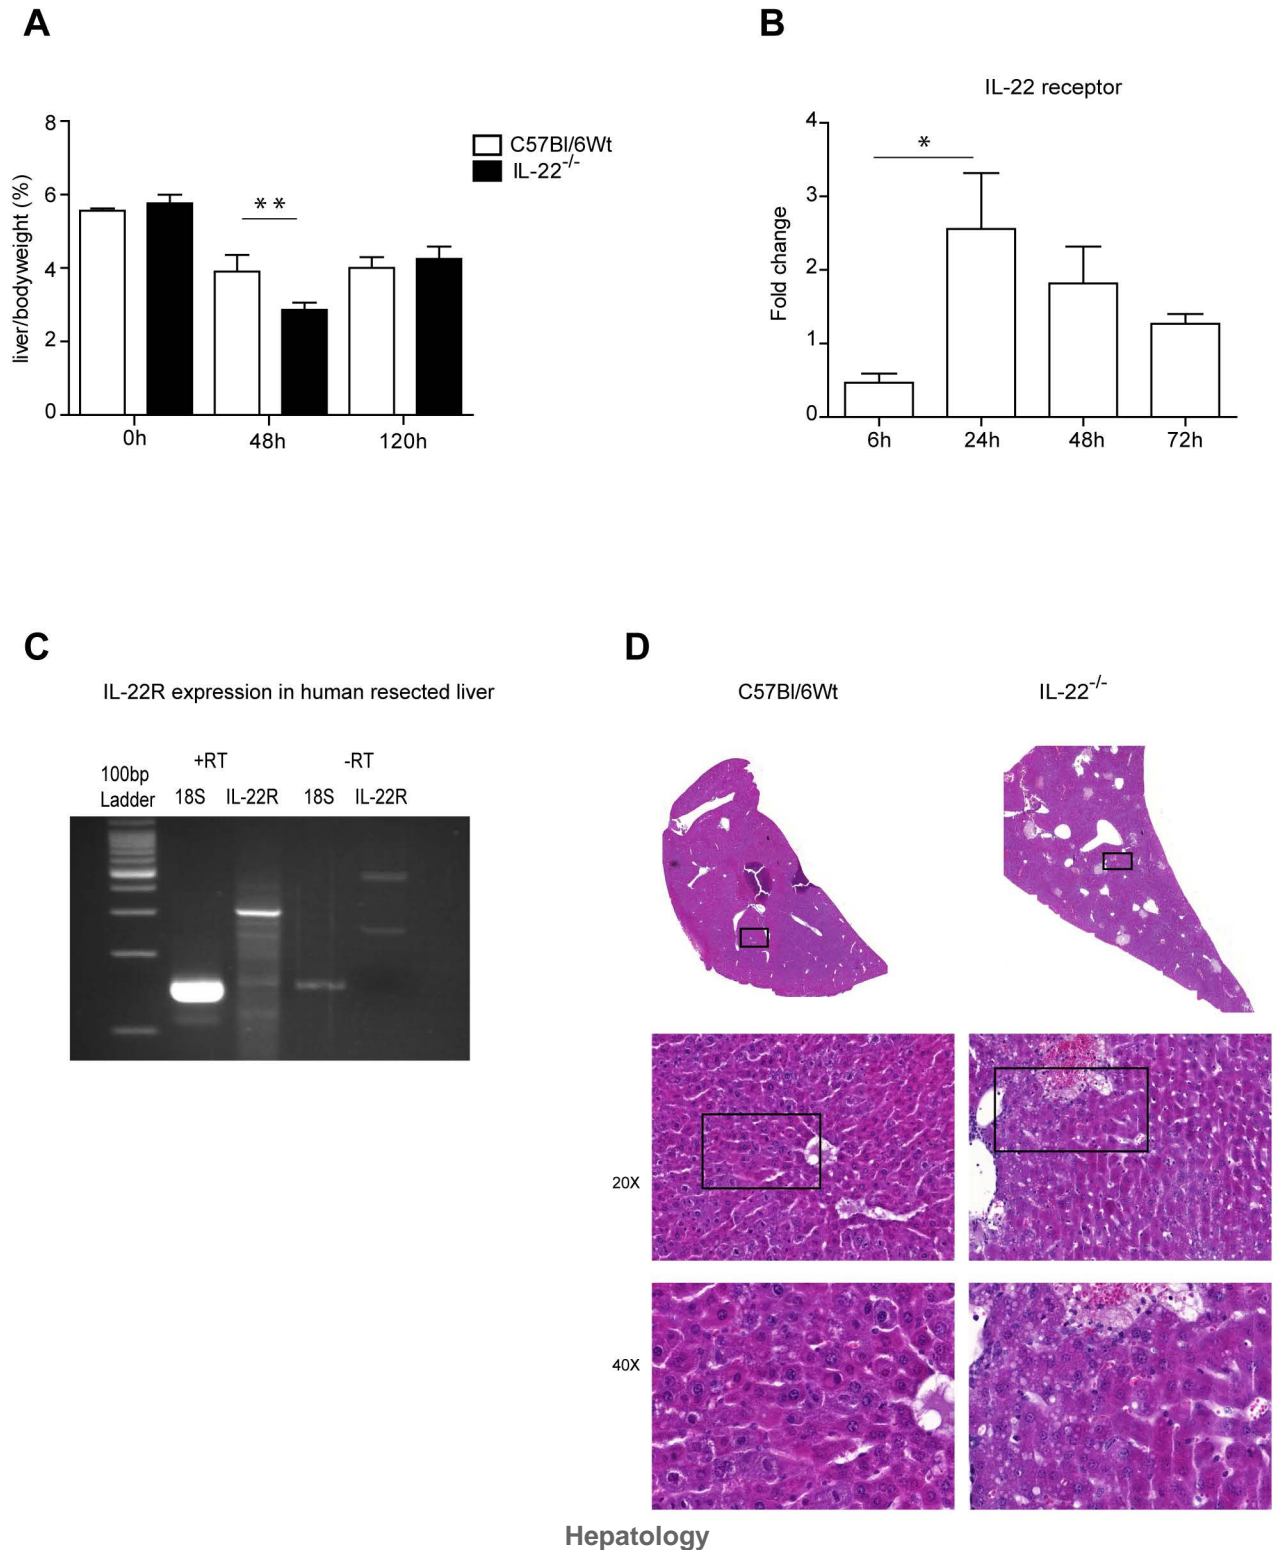 A
8
6
4
2
0
liver/bodyweight (%)
* *
C57Bl/6Wt
IL-22-/-
0h
48h
120h
B
IL-22 receptor
4
3
2
1
0
Fold change
*
6h
24h
48h
72h
C
IL-22R expression in human resected liver
+RT
-RT
100bp
Ladder
18S
IL-22R
18S
IL-22R
D
C57Bl/6Wt
IL-22-/-
20X
40X
Hepatology